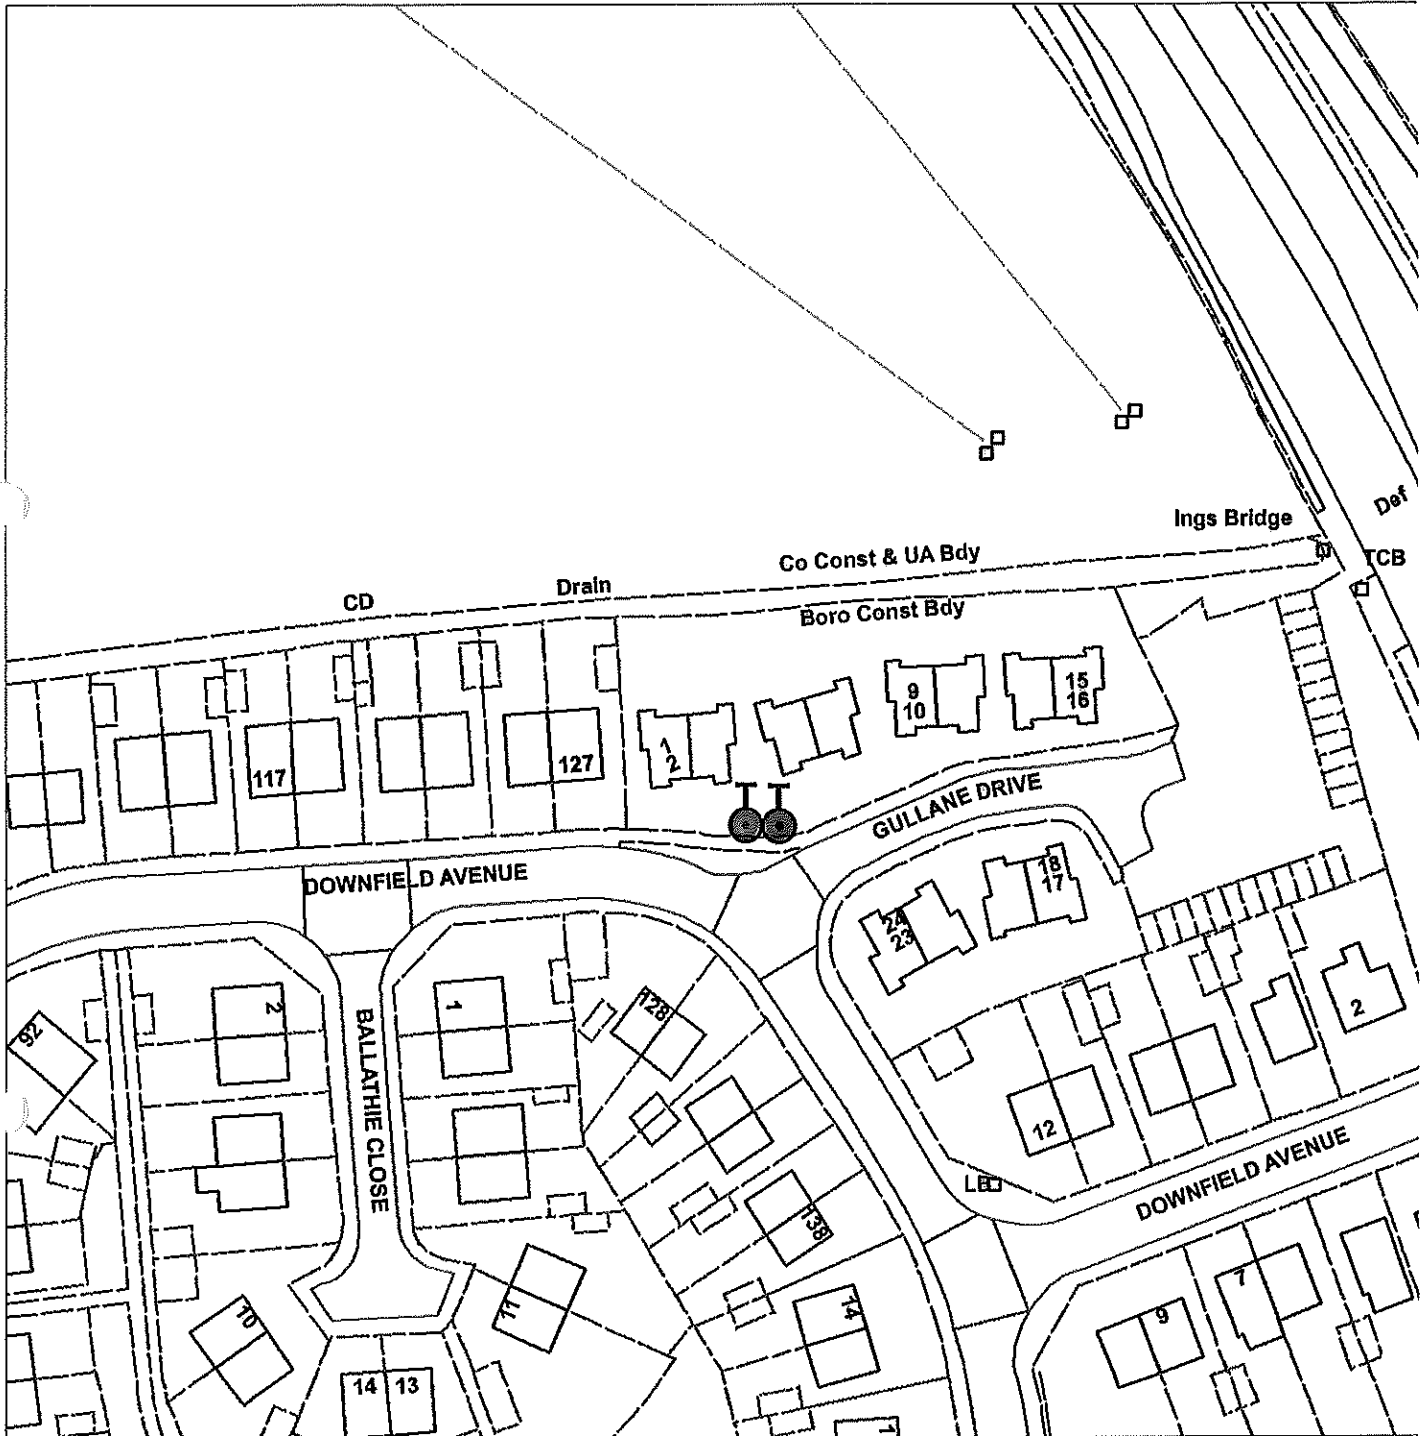 Ings Bridge
Def
TCB
Co Const & UA Bdy
Drain
CD
Boro Const Bdy
9
10
15
16
1
2
117
127
GULLANE DRIVE
DOWNFIELD AVENUE
18
17
24
23
92
2
1
128
2
BALLATHIE CLOSE
12
LB
DOWNFIELD AVENUE
138
10
11
14
7
9
14
13